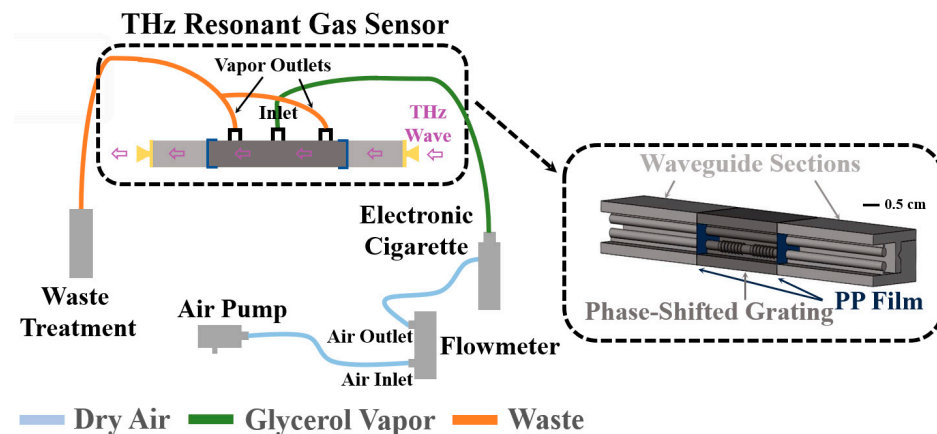 THz Resonant Gas Sensor
Vapor Outlets
Inlet
THz
Wave
Waveguide Sections
0.5 cm
PP Film
Phase-Shifted Grating
Electronic
Cigarette
Waste
Treatment
Air Pump
Air Outlet
Flowmeter
Air Inlet
Dry Air
Glycerol Vapor
Waste